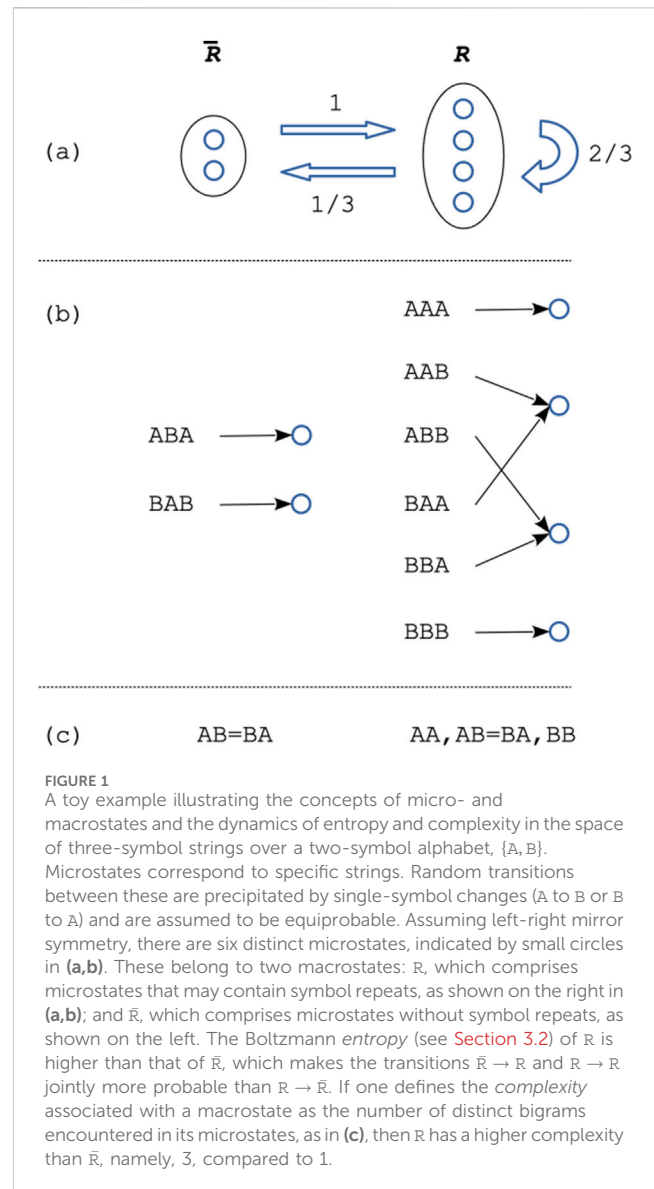 R̄ R
(a) 1 2/3
1/3
(b) AAA
AAB
ABA ABB
BAB BAA
BBA
BBB
(c) AB=BA AA,AB=BA,BB
FIGURE 1
A toy example illustrating the concepts of micro- and
macrostates and the dynamics of entropy and complexity in the space
of three-symbol strings over a two-symbol alphabet, {A, B}.
Microstates correspond to specific strings. Random transitions
between these are precipitated by single-symbol changes (A to B or B
to A) and are assumed to be equiprobable. Assuming left-right mirror
symmetry, there are six distinct microstates, indicated by small circles
in (a,b). These belong to two macrostates: R, which comprises
microstates that may contain symbol repeats, as shown on the right in
(a,b); and R̄, which comprises microstates without symbol repeats, as
shown on the left. The Boltzmann entropy (see Section 3.2) of R is
higher than that of R̄, which makes the transitions R̄ → R and R → R
jointly more probable than R → R̄. If one defines the complexity
associated with a macrostate as the number of distinct bigrams
encountered in its microstates, as in (c), then R has a higher complexity
than R̄, namely, 3, compared to 1.